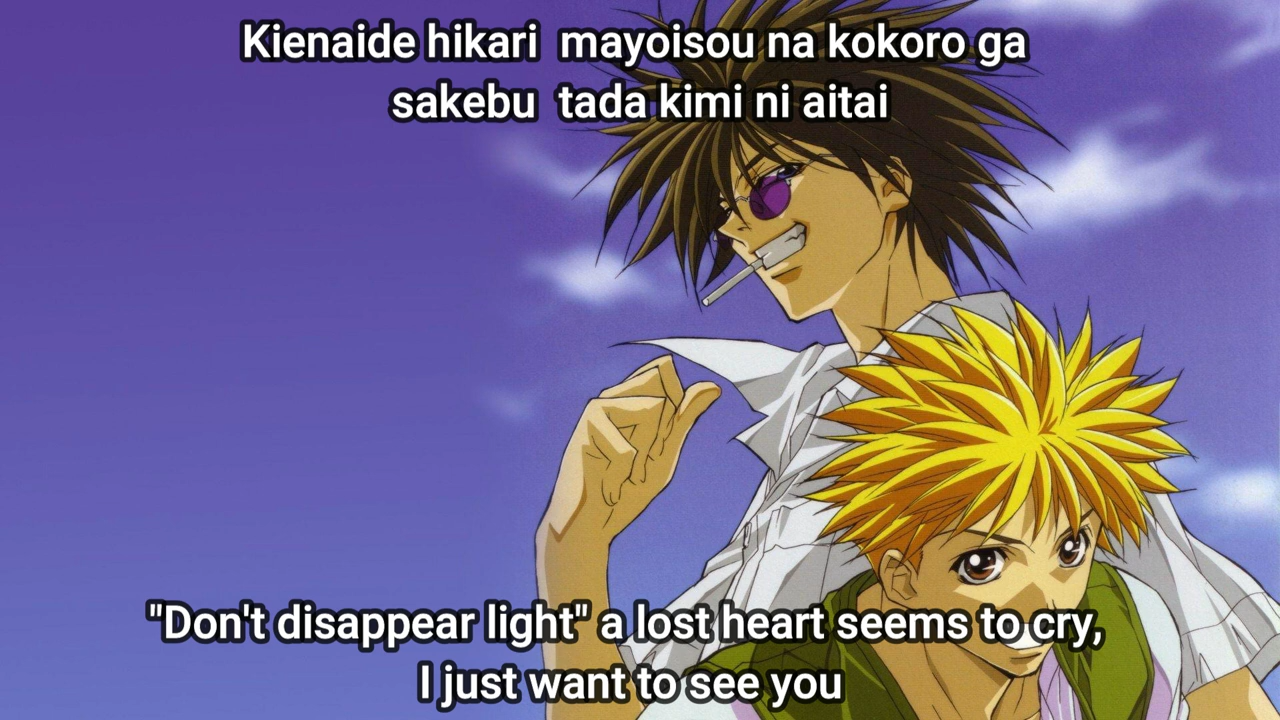 Kienaide hikari  mayoisou na kokoro ga
sakebu  tada kimi ni aitai
"Don't disappear light" a lost heart seems to cry,
I just want to see you